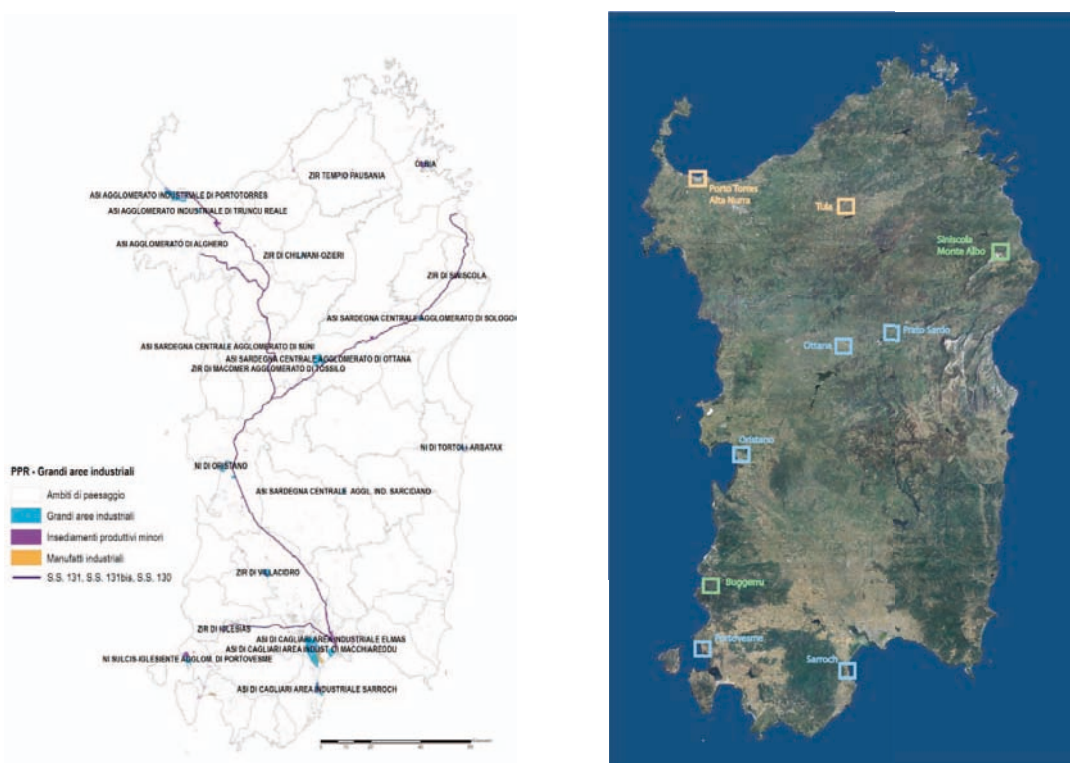 OLBIA
ZIR TEMPIO PAUSANIA
ASI AGGLOMERATO INDUSTRIALE DI PORTOTORRES
ASI AGGLOMERATO INDUSTRIALE DI TRUNCU REALE
ASI AGGLOMERATO DI ALGHERO
ZIR DI CHILIVANI-OZIERI
ZIR DI SINISCOLA
ASI SARDEGNA CENTRALE AGGLOMERATO DI SOLOGO
ASI SARDEGNA CENTRALE AGGLOMERATO DI SUNI
ASI SARDEGNA CENTRALE AGGLOMERATO DI OTTANA
ZIR DI MACOMER AGGLOMERATO DI TOSSILO
NI DI TORTOLI-ARBATAX
NI DI ORISTANO
ASI SARDEGNA CENTRALE AGGL. IND. SARCIDANO
ZIR DI VILLACIDRO
ZIR DI IGLESIAS
ASI DI CAGLIARI AREA INDUSTRIALE ELMAS
ASI DI CAGLIARI AREA INDUST. DI MACCHIAREDDU
NI SULCIS-IGLESIENTE AGGLOM. DI PORTOVESME
ASI DI CAGLIARI AREA INDUSTRIALE SARROCH
PPR - Grandi aree industriali
Ambiti di paesaggio
Grandi aree industriali
Insediamenti produttivi minori
Manufatti industriali
S.S. 131, S.S. 131bis, S.S. 130
Porto Torres
Alta Nurra
Tula
Siniscola
Monte Albo
Prato Sardo
Ottana
Oristano
Buggerru
Portovesme
Sarroch